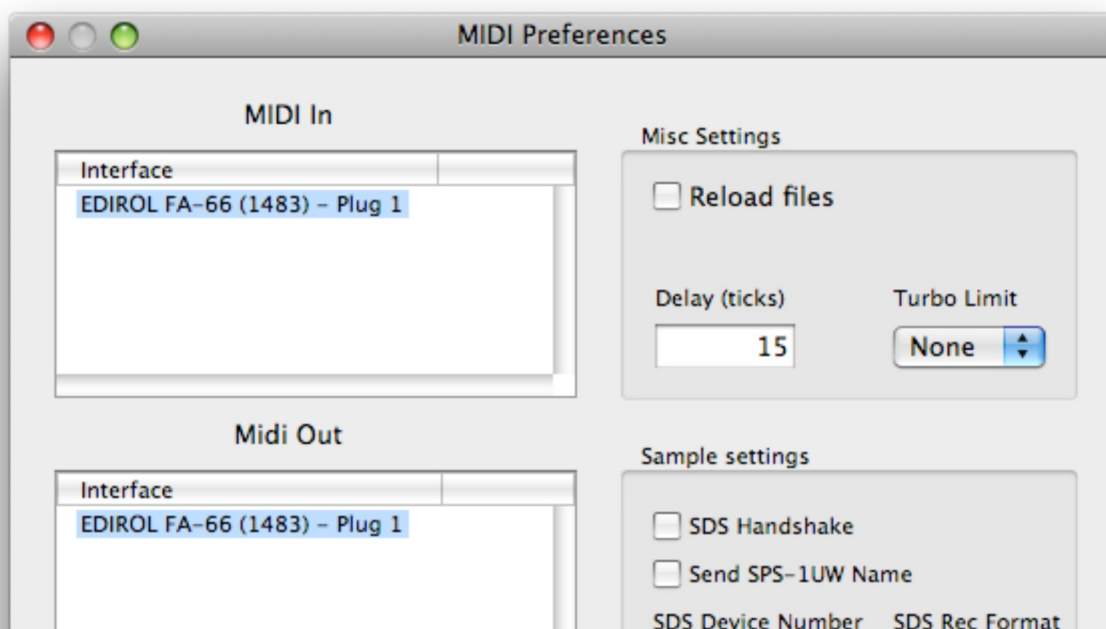 MIDI Preferences
MIDI In
Interface
EDIROL FA-66 (1483) - Plug 1
Misc Settings
Reload files
Delay (ticks)
Turbo Limit
15
None
Midi Out
Interface
EDIROL FA-66 (1483) - Plug 1
Sample settings
SDS Handshake
Send SPS-1UW Name
SDS Device Number
SDS Rec Format